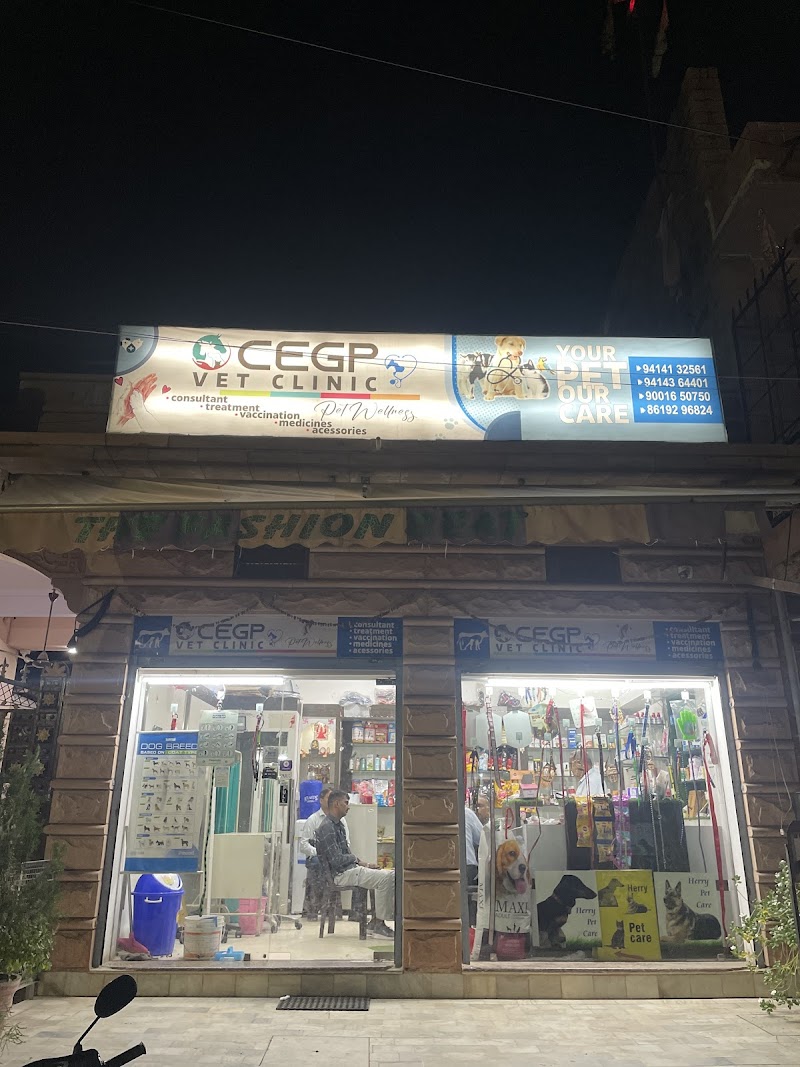 CEGP
VET CLINIC
• consultant
• treatment
• vaccination
• medicines
• acessories
Pet Wellness
YOUR
PET
OUR
CARE
94141 32561
94143 64401
90016 50750
86192 96824
FASHION
CEGP
VET CLINIC
consultant
• treatment
• vaccination
• medicines
• acessories
CEGP
VET CLINIC
consultant
• treatment
• vaccination
• medicines
• acessories
DOG BREED
MAXI
Herry
Pet
Care
Herry
Pet
care
Herry
Pet
Care